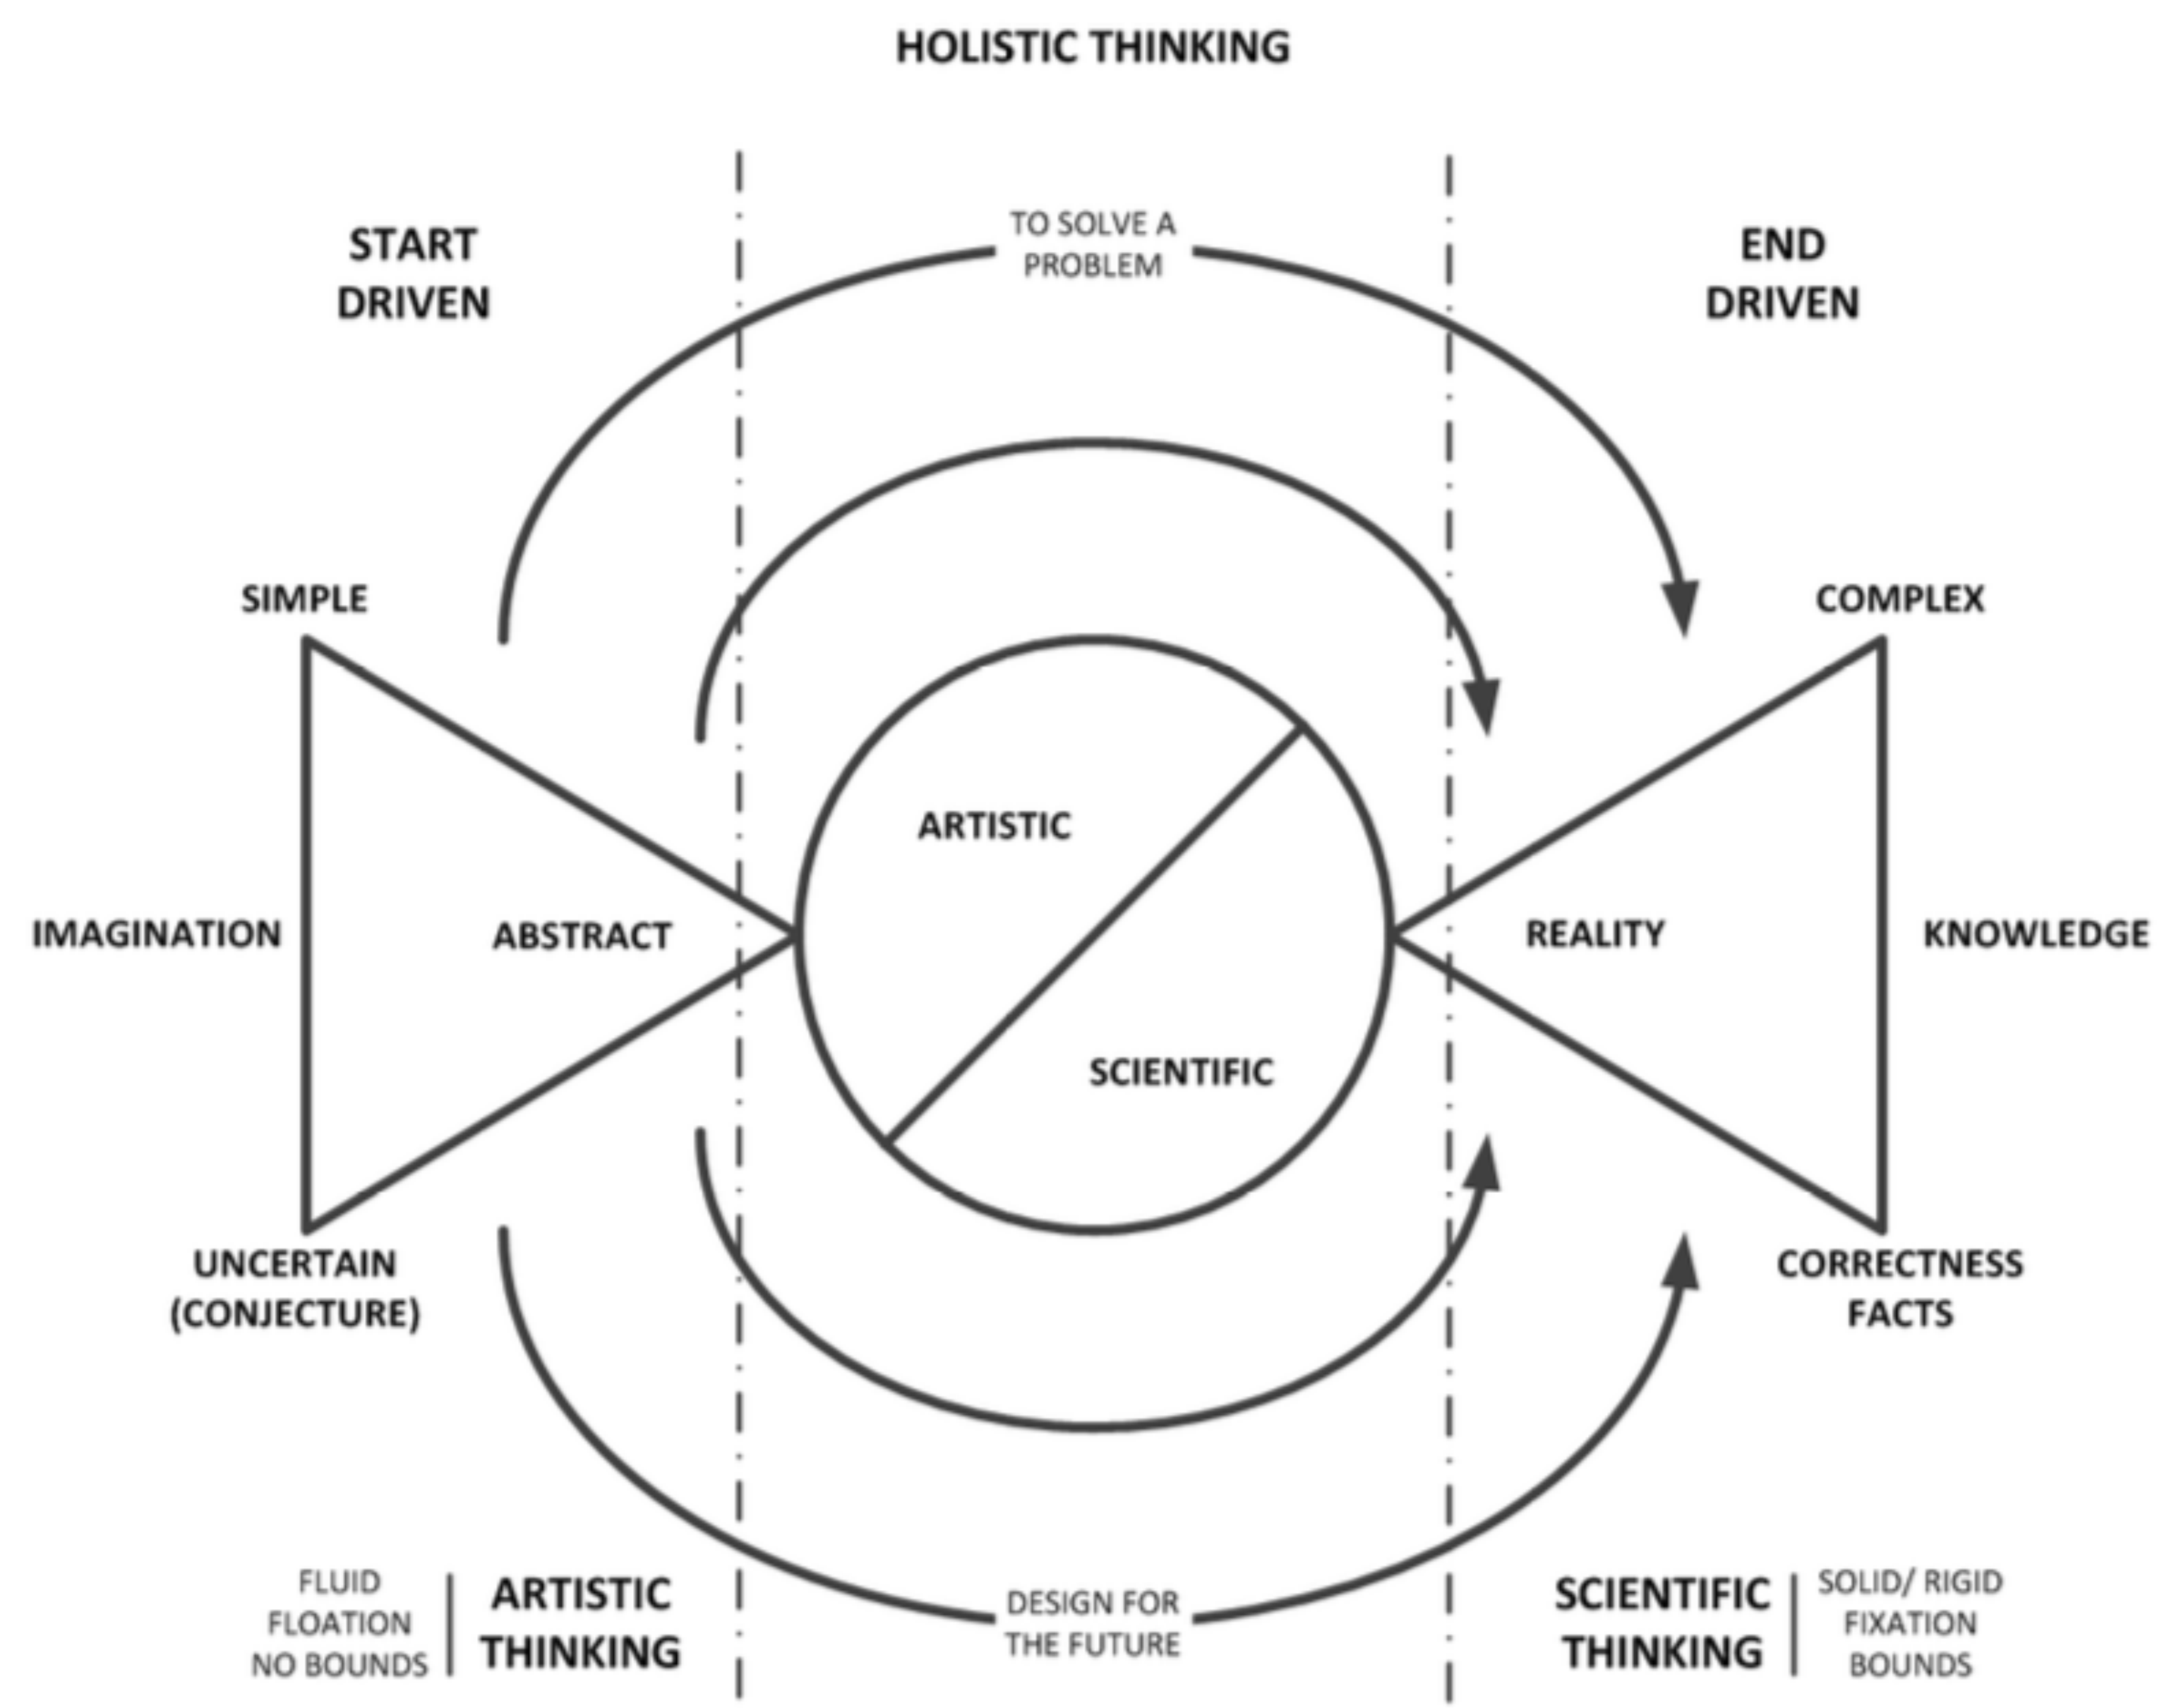 HOLISTIC THINKING
START
DRIVEN
TO SOLVE A
PROBLEM
END
DRIVEN
SIMPLE
COMPLEX
ARTISTIC
IMAGINATION
ABSTRACT
REALITY
KNOWLEDGE
SCIENTIFIC
UNCERTAIN
(CONJECTURE)
CORRECTNESS
FACTS
FLUID
FLOATION
NO BOUNDS
ARTISTIC
THINKING
DESIGN FOR
THE FUTURE
SCIENTIFIC
THINKING
SOLID/ RIGID
FIXATION
BOUNDS